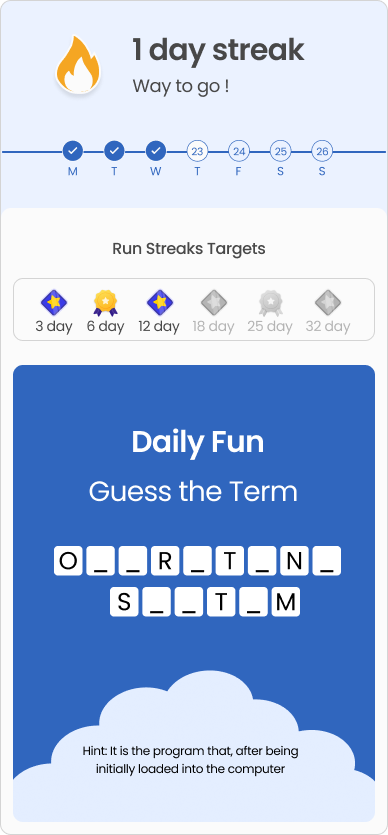 1 day streak
Way to go !
23 24 25 26
M T W T F S S
Run Streaks Targets
3 day 6 day 12 day 18 day 25 day 32 day
Daily Fun
Guess the Term
O _ _ R _ T _ N _
S _ _ T _ M
Hint: It is the program that, after being
initially loaded into the computer